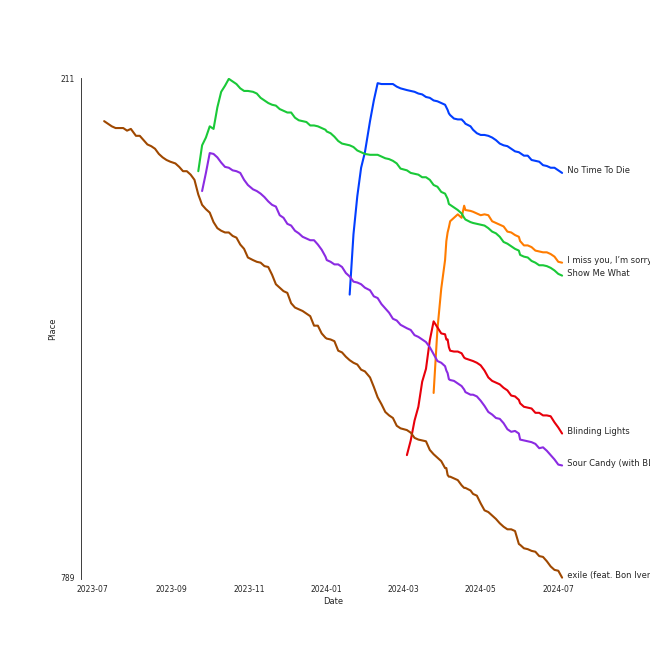 211
No Time To Die
I miss you, I'm sorry
Show Me What
Place
Blinding Lights
Sour Candy (with Bl
exile (feat. Bon Iver
789
2023-07 2023-09 2023-11 2024-01 2024-03 2024-05 2024-07
Date